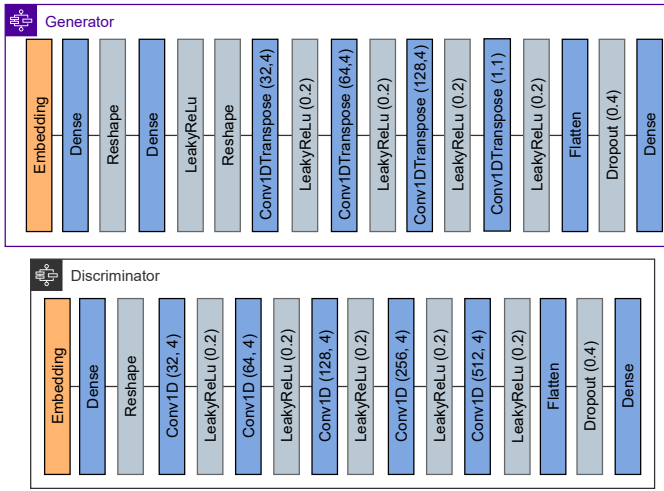 Generator
Embedding
Dense
Reshape
Dense
LeakyReLu
Reshape
Conv1DTranspose (32,4)
LeakyReLu (0.2)
Conv1DTranspose (64,4)
LeakyReLu (0.2)
Conv1DTranspose (128,4)
LeakyReLu (0.2)
Conv1DTranspose (1,1)
LeakyReLu (0.2)
Flatten
Dropout (0.4)
Dense
Discriminator
Embedding
Dense
Reshape
Conv1D (32, 4)
LeakyReLu (0.2)
Conv1D (64, 4)
LeakyReLu (0.2)
Conv1D (128, 4)
LeakyReLu (0.2)
Conv1D (256, 4)
LeakyReLu (0.2)
Conv1D (512, 4)
LeakyReLu (0.2)
Flatten
Dropout (0.4)
Dense